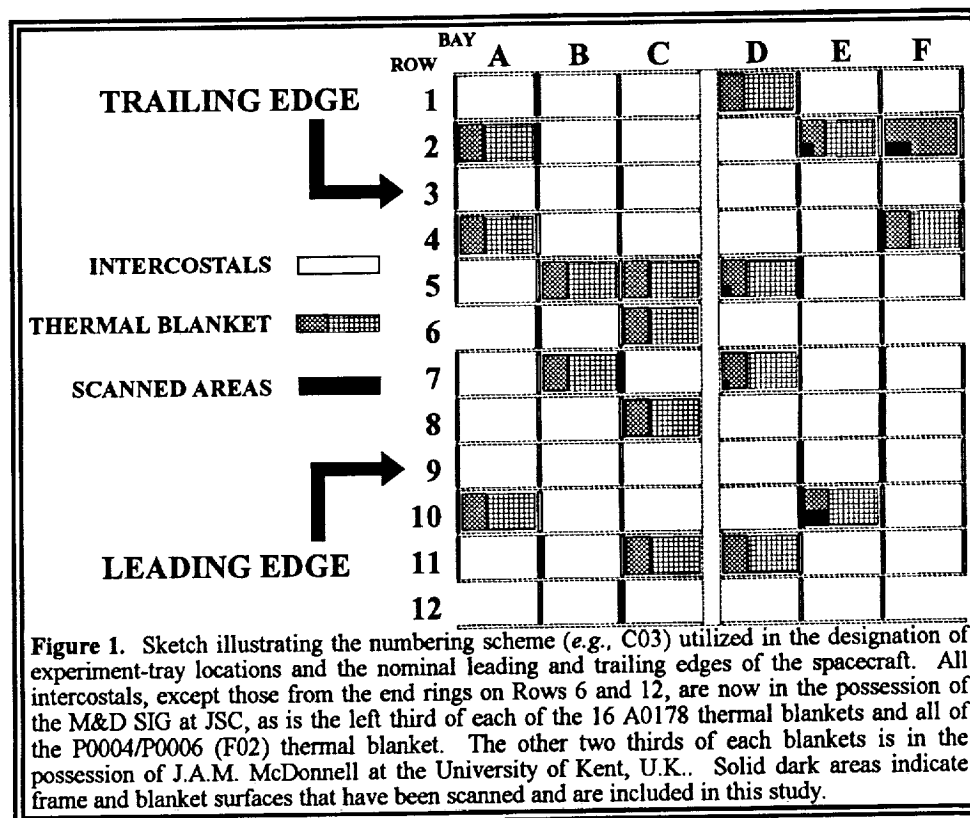 BAY
ROW A B C D E F
1
TRAILING EDGE
2
3
4
INTERCOSTALS
5
THERMAL BLANKET
6
SCANNED AREAS
7
8
9
10
LEADING EDGE
11
12
Figure 1. Sketch illustrating the numbering scheme (e.g., C03) utilized in the designation of
experiment-tray locations and the nominal leading and trailing edges of the spacecraft. All
intercostals, except those from the end rings on Rows 6 and 12, are now in the possession of
the M&D SIG at JSC, as is the left third of each of the 16 A0178 thermal blankets and all of
the P0004/P0006 (F02) thermal blanket. The other two thirds of each blankets is in the
possession of J.A.M. McDonnell at the University of Kent, U.K.. Solid dark areas indicate
frame and blanket surfaces that have been scanned and are included in this study.